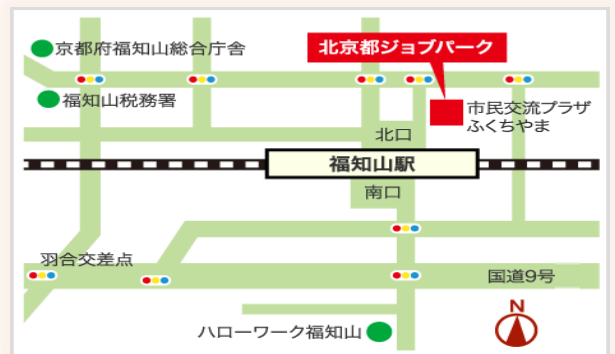 京都府福知山総合庁舎
北京都ジョブパーク
福知山税務署
市民交流プラザ
ふくちやま
北口
福知山駅
南口
羽合交差点
国道9号
ハローワーク福知山
N